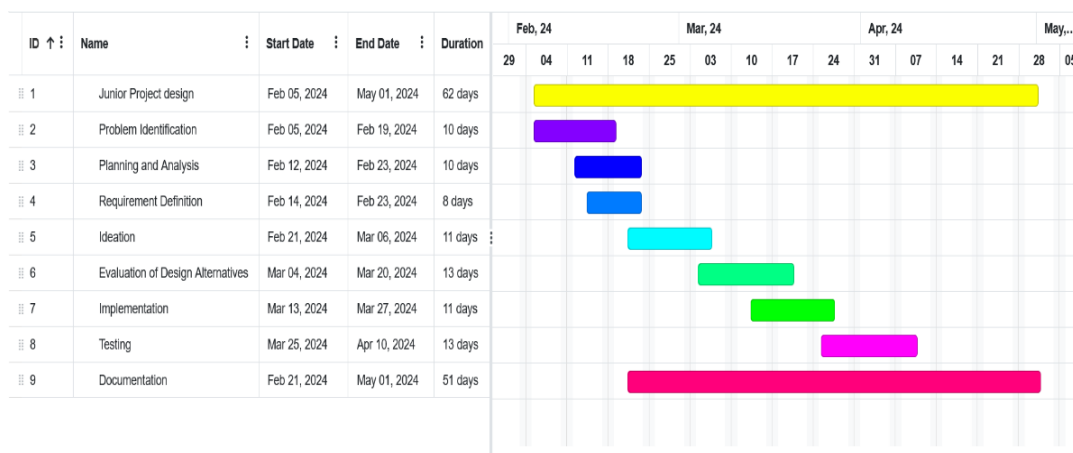 Feb, 24 Mar, 24 Apr, 24 May,...
ID Name Start Date End Date Duration
29 04 11 18 25 03 10 17 24 31 07 14 21 28 05
1 Junior Project design Feb 05, 2024 May 01, 2024 62 days
2 Problem Identification Feb 05, 2024 Feb 19, 2024 10 days
3 Planning and Analysis Feb 12, 2024 Feb 23, 2024 10 days
4 Requirement Definition Feb 14, 2024 Feb 23, 2024 8 days
5 Ideation Feb 21, 2024 Mar 06, 2024 11 days
6 Evaluation of Design Alternatives Mar 04, 2024 Mar 20, 2024 13 days
7 Implementation Mar 13, 2024 Mar 27, 2024 11 days
8 Testing Mar 25, 2024 Apr 10, 2024 13 days
9 Documentation Feb 21, 2024 May 01, 2024 51 days